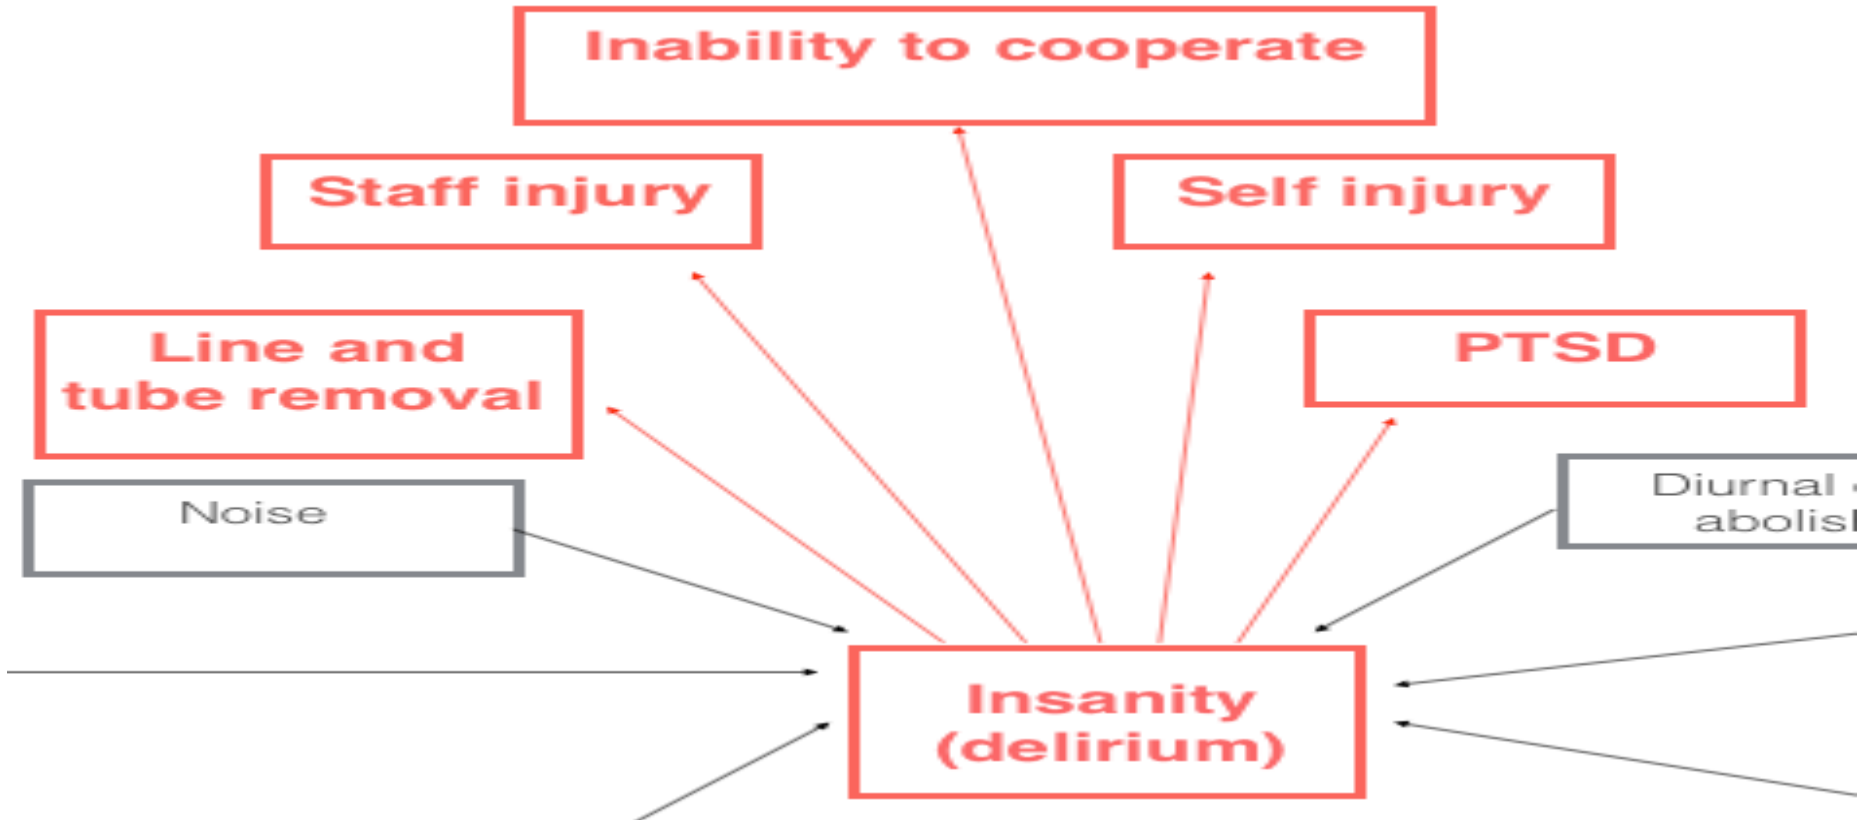 Inability to cooperate
Staff injury
Self injury
Line and
tube removal
PTSD
Noise
Diurnal
Insanity
(delirium)